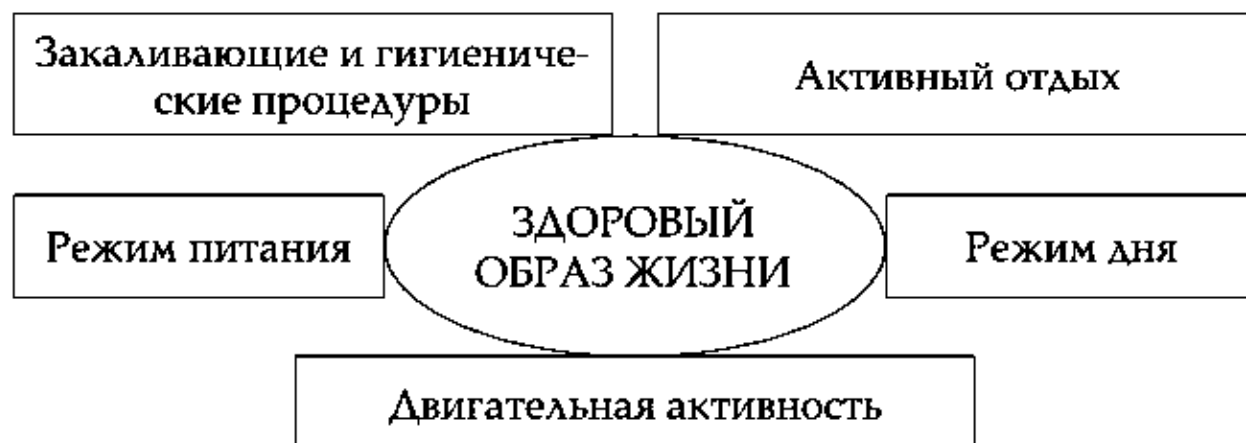 Закаливающие и гигиениче-
ские процедуры
Активный отдых
Режим питания
ЗДОРОВЫЙ
ОБРАЗ ЖИЗНИ
Режим дня
Двигательная активность